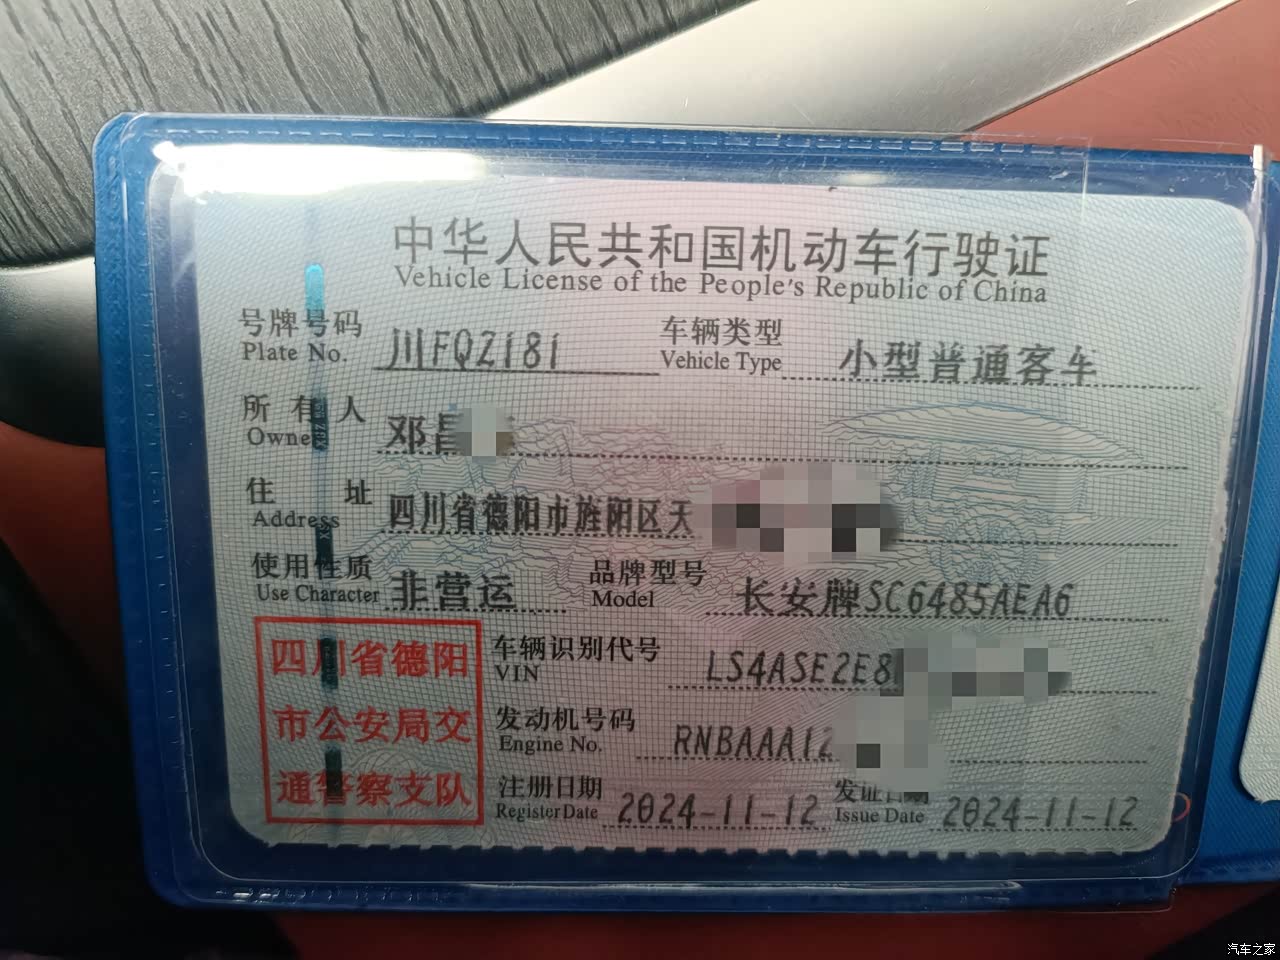 中华人民共和国机动车行驶证
Vehicle License of the People's Republic of China
号牌号码 川FQZ181 车辆类型 小型普通客车
Plate No. Vehicle Type
所有人 邓昌
Owner
住址 四川省德阳市旌阳区天
Address
使用性质 非营运 品牌型号 长安牌SC6485AEA6
Use Character Model
四川省德阳
市公安局交
通警察支队
车辆识别代号 LS4ASE2E8
VIN
发动机号码 RNBAAA12
Engine No.
注册日期 2024-11-12 发证日期 2024-11-12
Register Date Issue Date
汽车之家